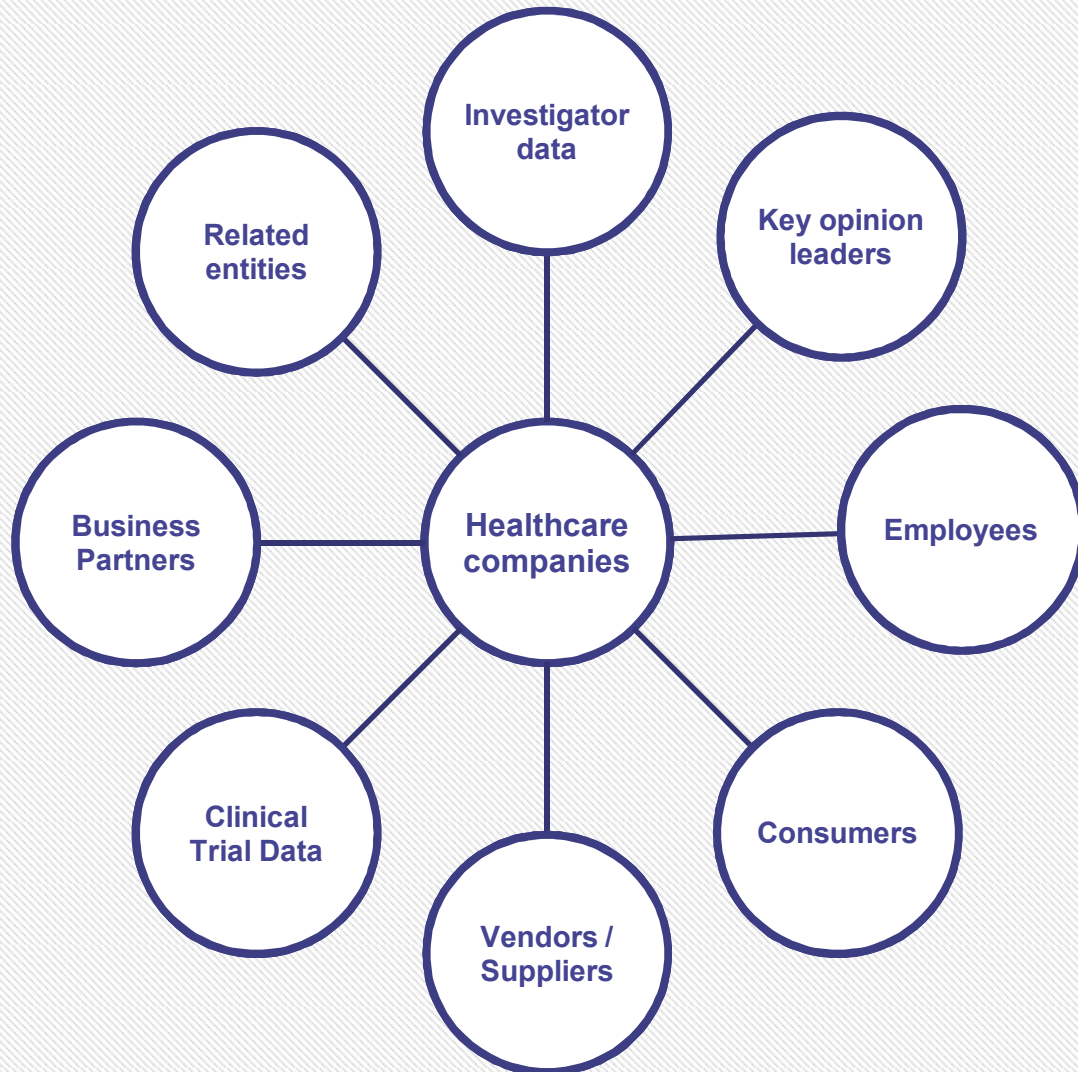 Investigator
data
Key opinion
leaders
Related
entities
Healthcare
companies
Employees
Business
Partners
Clinical
Trial Data
Consumers
Vendors /
Suppliers